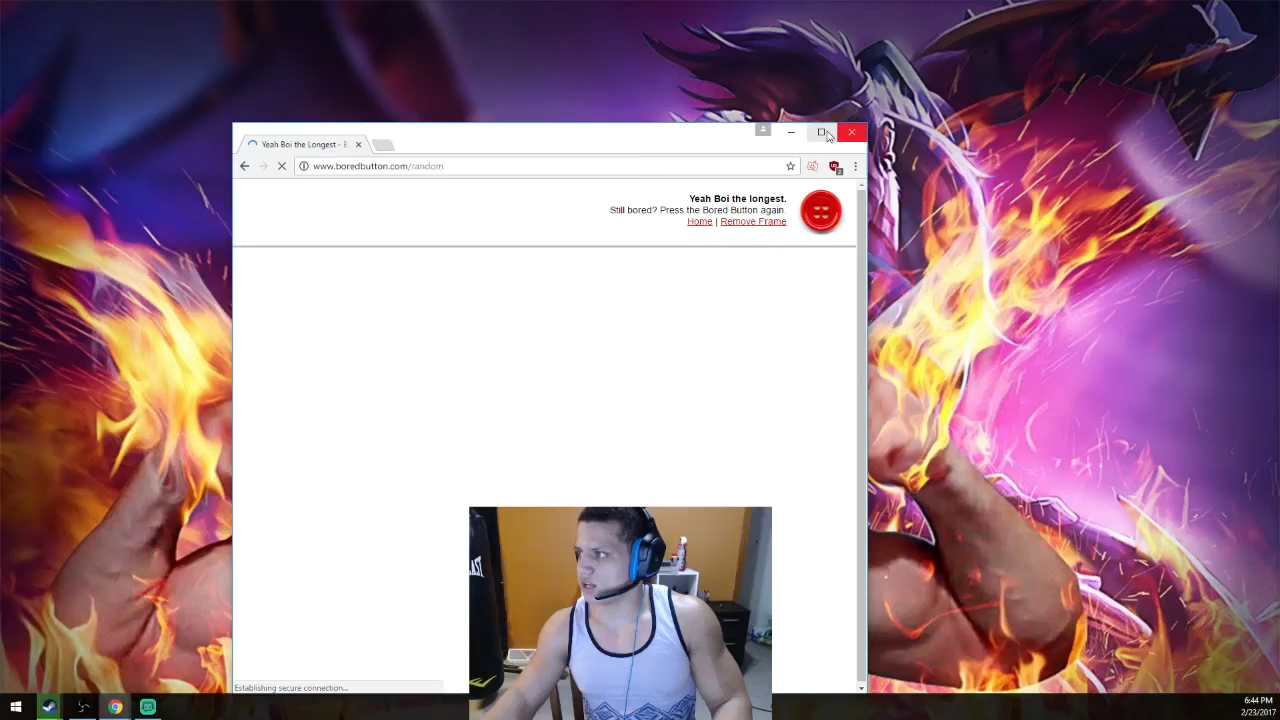 Yeah Boi the Longest - B
www.boredbutton.com/random
Yeah Boi the longest.
Still bored? Press the Bored Button again.
Home | Remove Frame
Establishing secure connection...
6:44 PM
2/23/2017